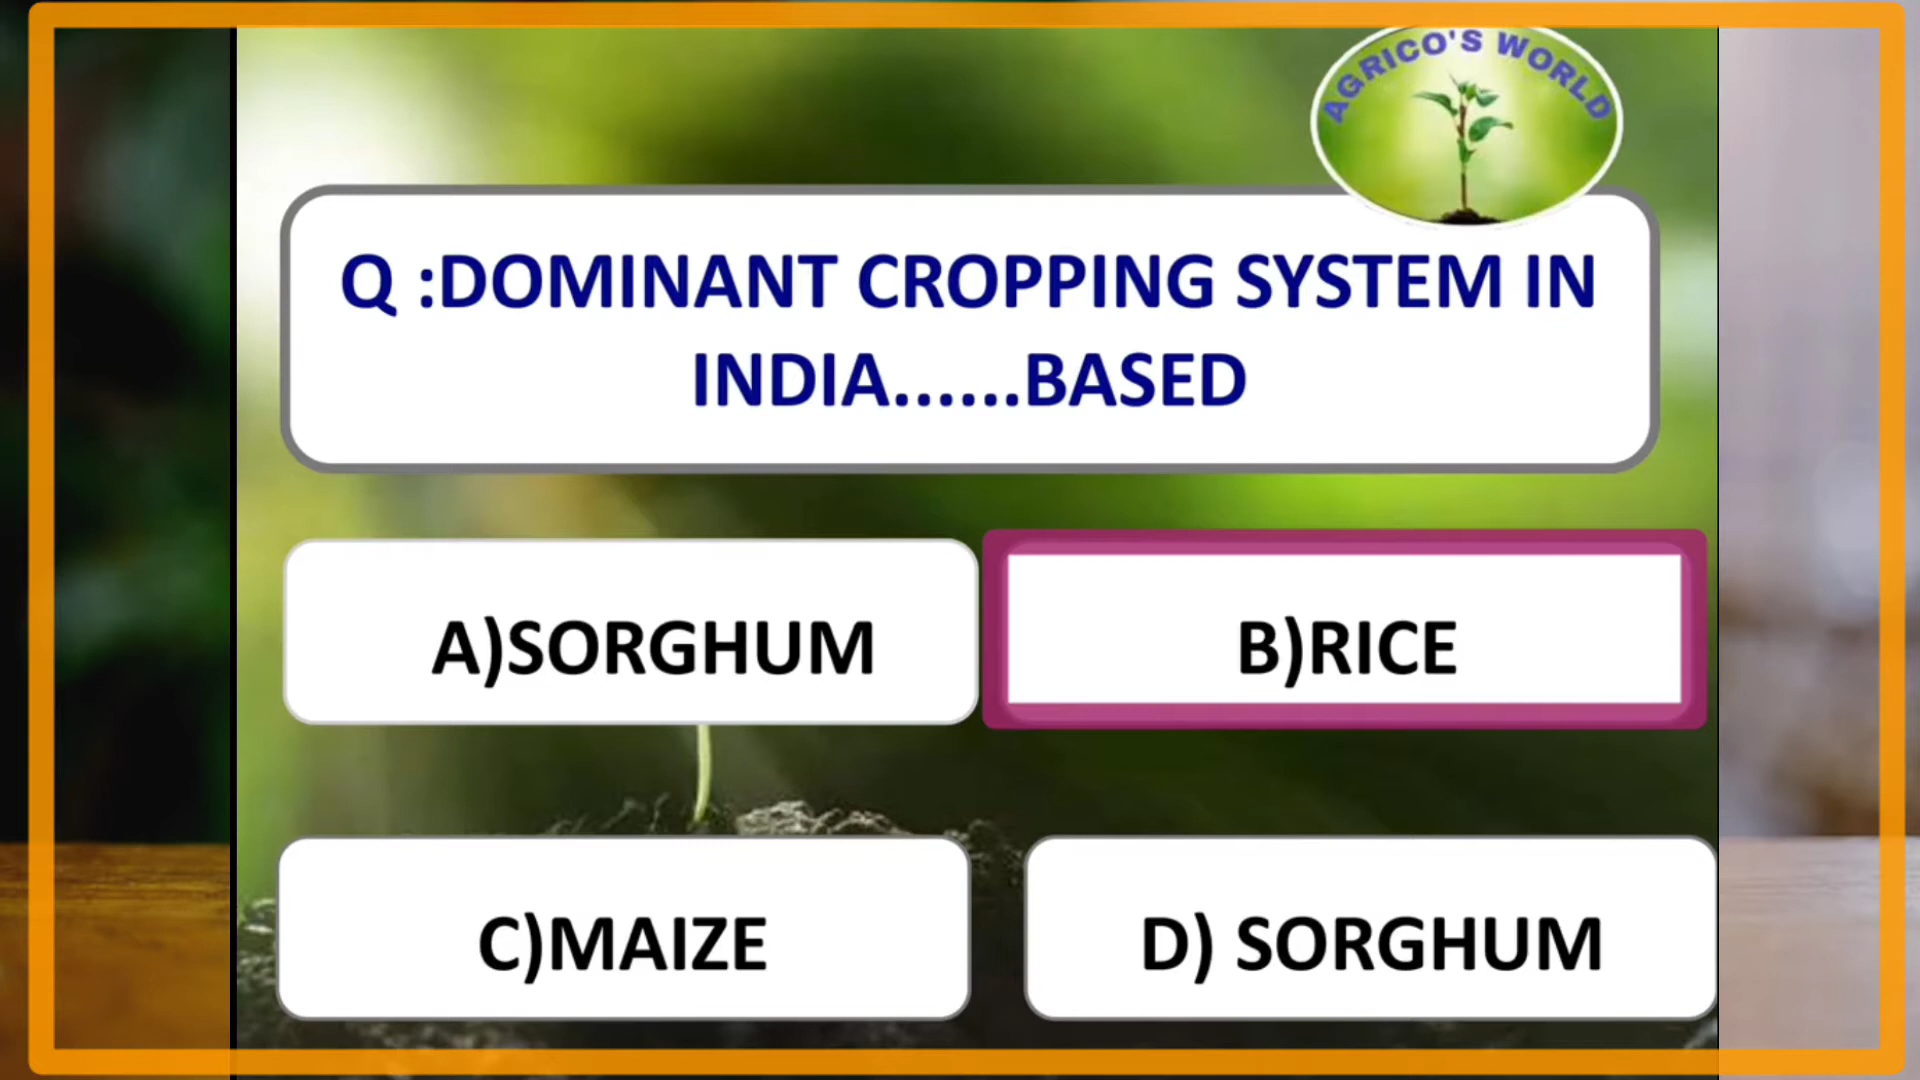 AGRICO'S WORLD
Q :DOMINANT CROPPING SYSTEM IN
INDIA......BASED
A)SORGHUM
B)RICE
C)MAIZE
D) SORGHUM